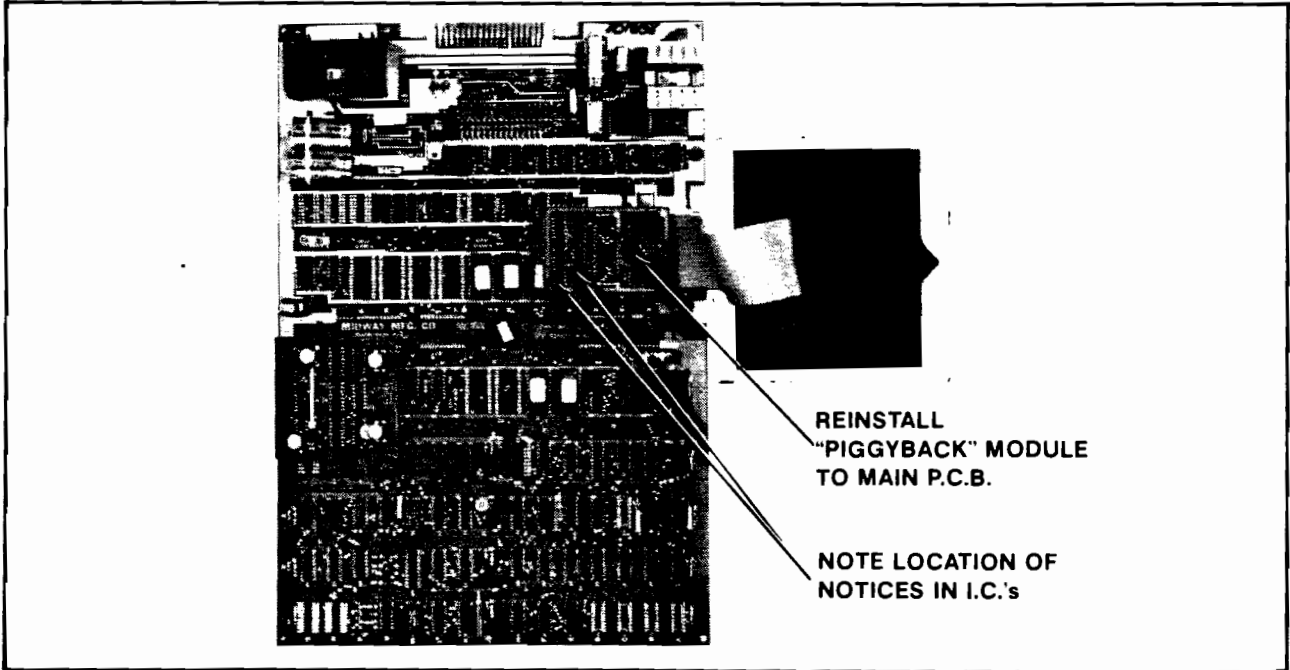 MIDWAY MFG. CO
REINSTALL
"PIGGYBACK" MODULE
TO MAIN P.C.B.
NOTE LOCATION OF
NOTICES IN I.C.'s